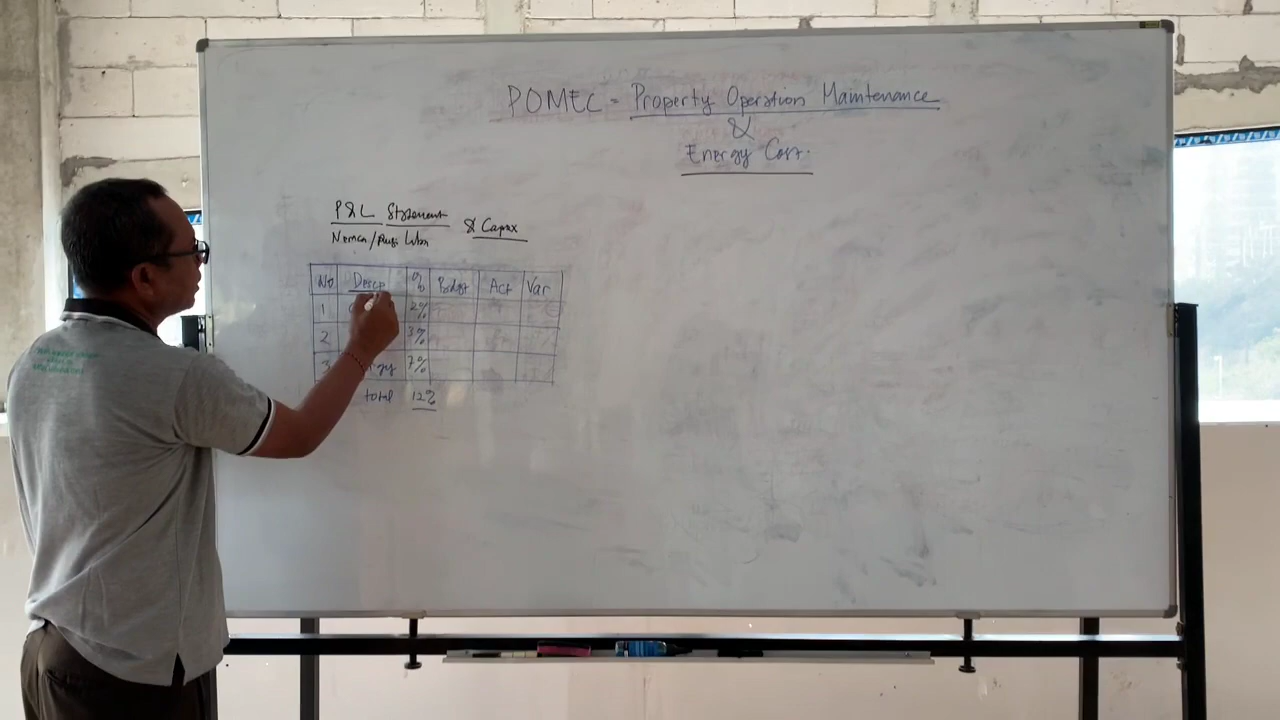 POMEC = Property Operation Maintenance
&
Energy Cost.
P&L Statement & Capex
Neraca / Rugi Laba
No Descp % Budget Act Var
1 2%
2 3%
3 7%
total 12%